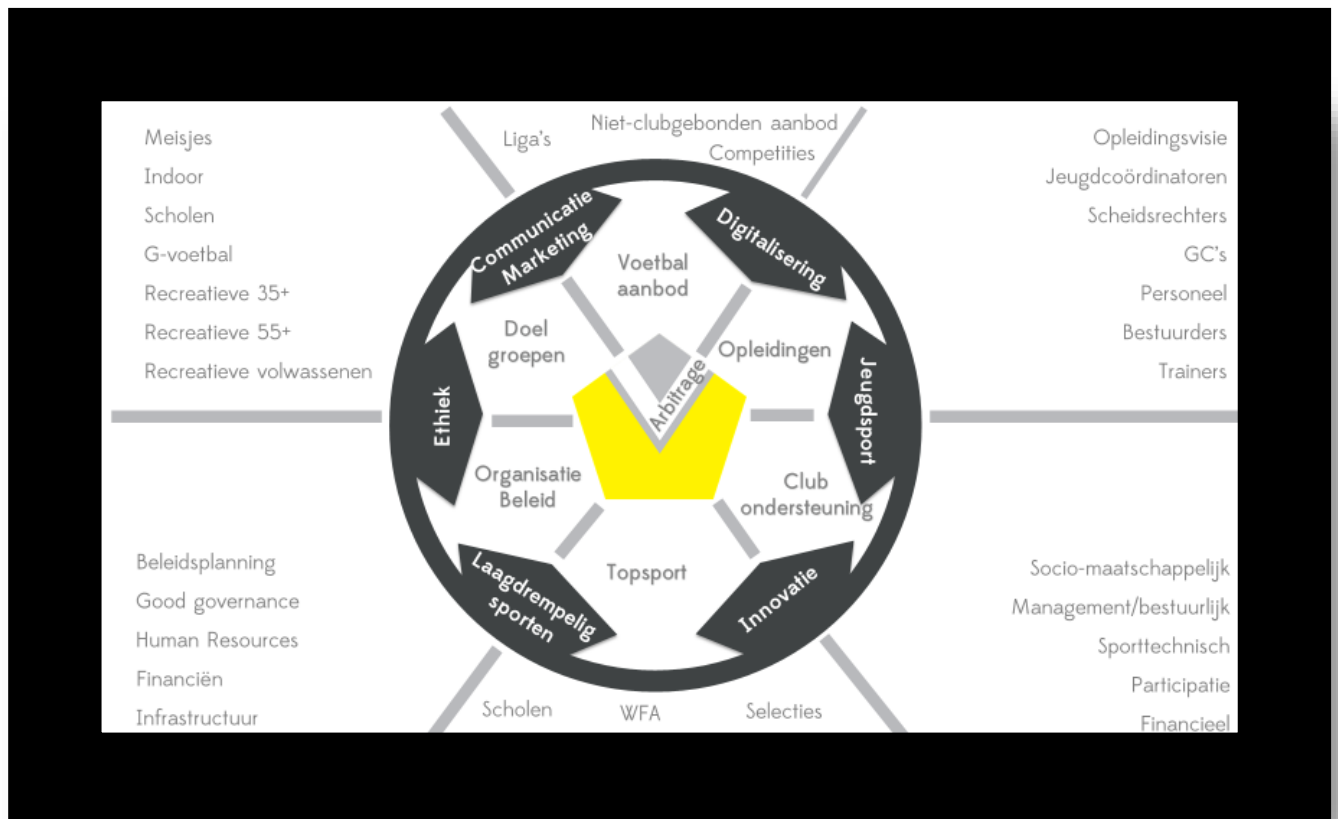 Meisjes
Indoor
Scholen
G-voetbal
Recreatieve 35+
Recreatieve 55+
Recreatieve volwassenen
Liga's
Niet-clubgebonden aanbod
Competities
Opleidingsvisie
Jeugdcoördinatoren
Scheidsrechters
GC's
Personeel
Bestuurders
Trainers
Communicatie
Marketing
Digitalisering
Voetbal
aanbod
Doel
groepen
Opleidingen
Arbitrage
Ethiek
Jeugdsport
Organisatie
Beleid
Club
ondersteuning
Topsport
Laagdrempelig
sporten
Innovatie
Beleidsplanning
Good governance
Human Resources
Financiën
Infrastructuur
Scholen
WFA
Selecties
Socio-maatschappelijk
Management/bestuurlijk
Sporttechnisch
Participatie
Financieel